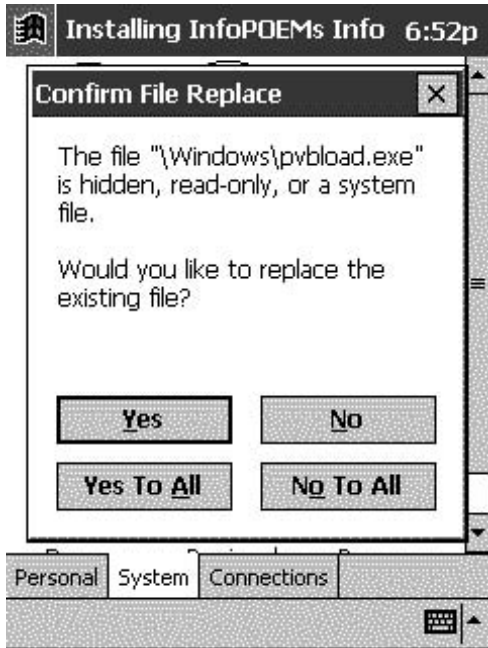 Installing InfoPOEMs Info 6:52p
Confirm File Replace
The file "\Windows\pvbload.exe"
is hidden, read-only, or a system
file.
Would you like to replace the
existing file?
Yes No
Yes To All No To All
Personal System Connections